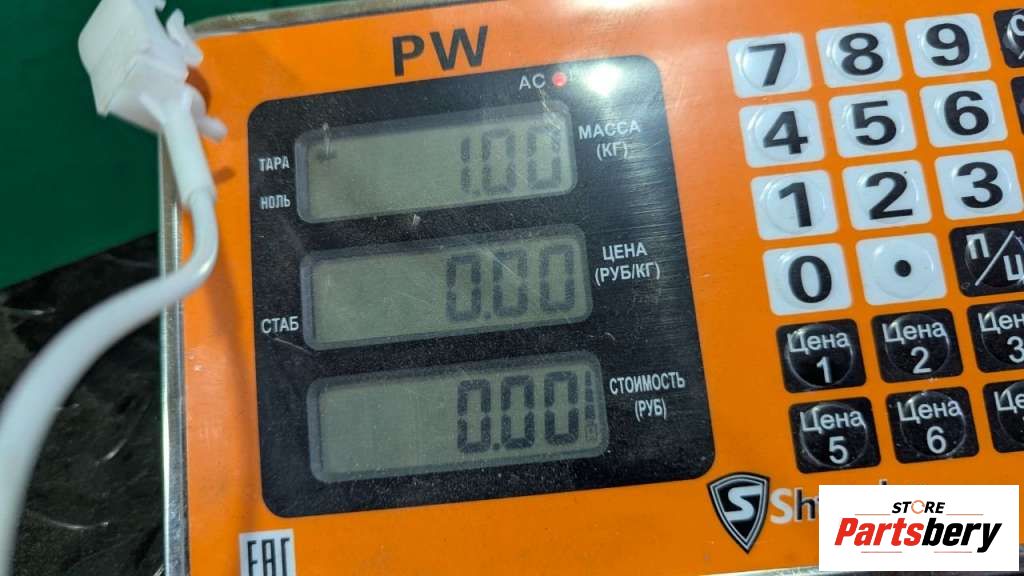 PW
AC
ТАРА
НОЛЬ
1.00
МАССА
(КГ)
СТАБ
0.00
ЦЕНА
(РУБ/КГ)
0.00
СТОИМОСТЬ
(РУБ)
7 8 9
4 5 6
1 2 3
0 . П/Ц
Цена 1
Цена 2
Цена 3
Цена 5
Цена 6
S
EAC
STORE
Partsbery